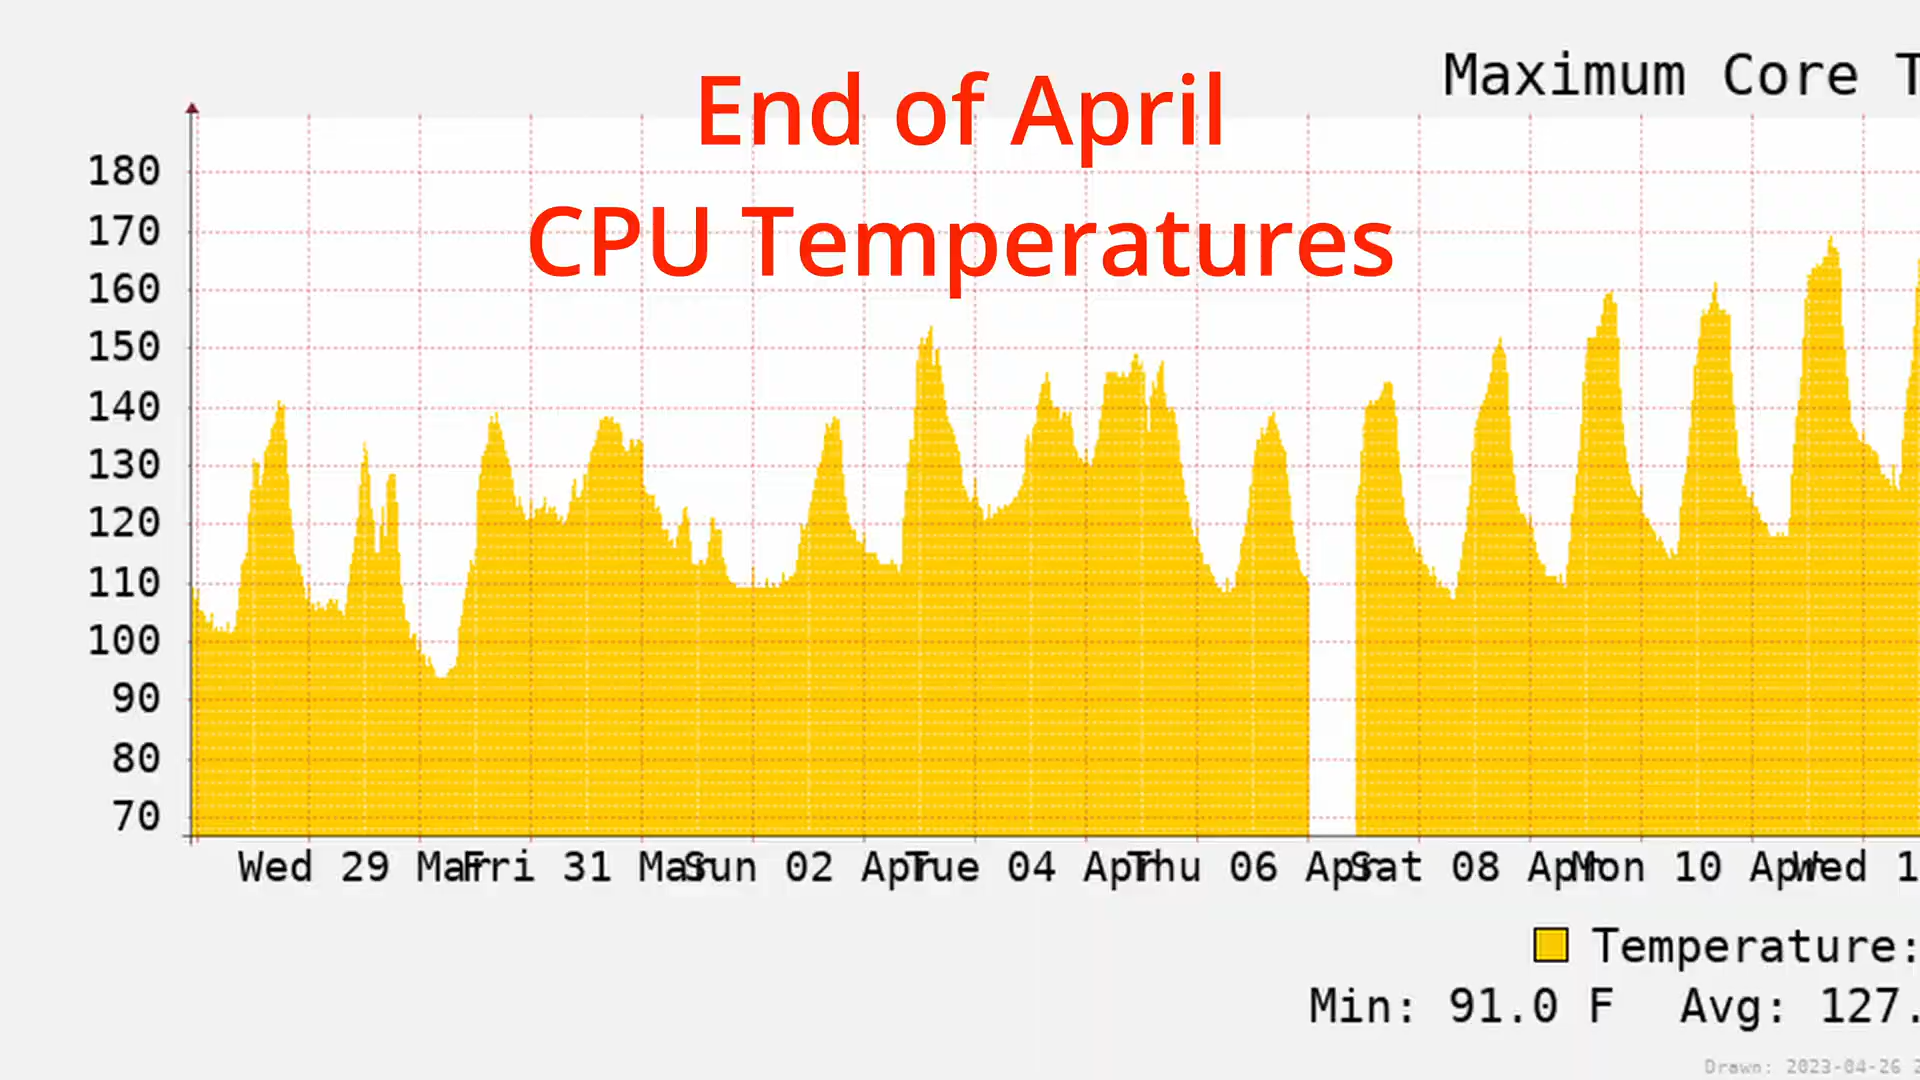 End of April
CPU Temperatures
Maximum Core T
180
170
160
150
140
130
120
110
100
90
80
70
Wed 29 Mar Fri 31 Mar Sun 02 Apr Tue 04 Apr Thu 06 Apr Sat 08 Apr Mon 10 Apr Wed 1
Temperature:
Min: 91.0 F Avg: 127.
Drawn: 2023-04-26 2